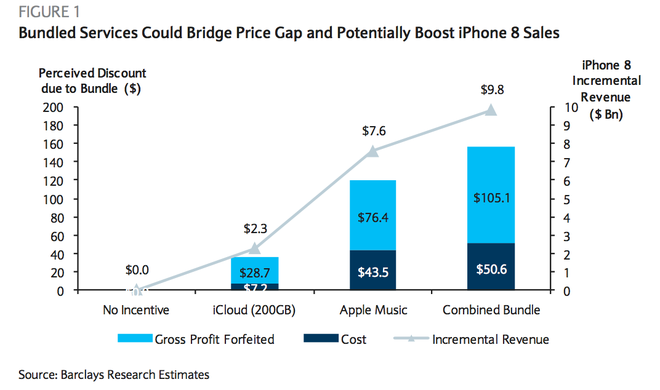 FIGURE 1
Bundled Services Could Bridge Price Gap and Potentially Boost iPhone 8 Sales
Perceived Discount
due to Bundle ($)
iPhone 8
Incremental
Revenue
($ Bn)
200
180
160
140
120
100
80
60
40
20
0
10
9
8
7
6
5
4
3
2
1
0
$0.0
$2.3
$7.6
$9.8
$28.7
$7.2
$76.4
$43.5
$105.1
$50.6
No Incentive
iCloud (200GB)
Apple Music
Combined Bundle
Gross Profit Forfeited
Cost
Incremental Revenue
Source: Barclays Research Estimates